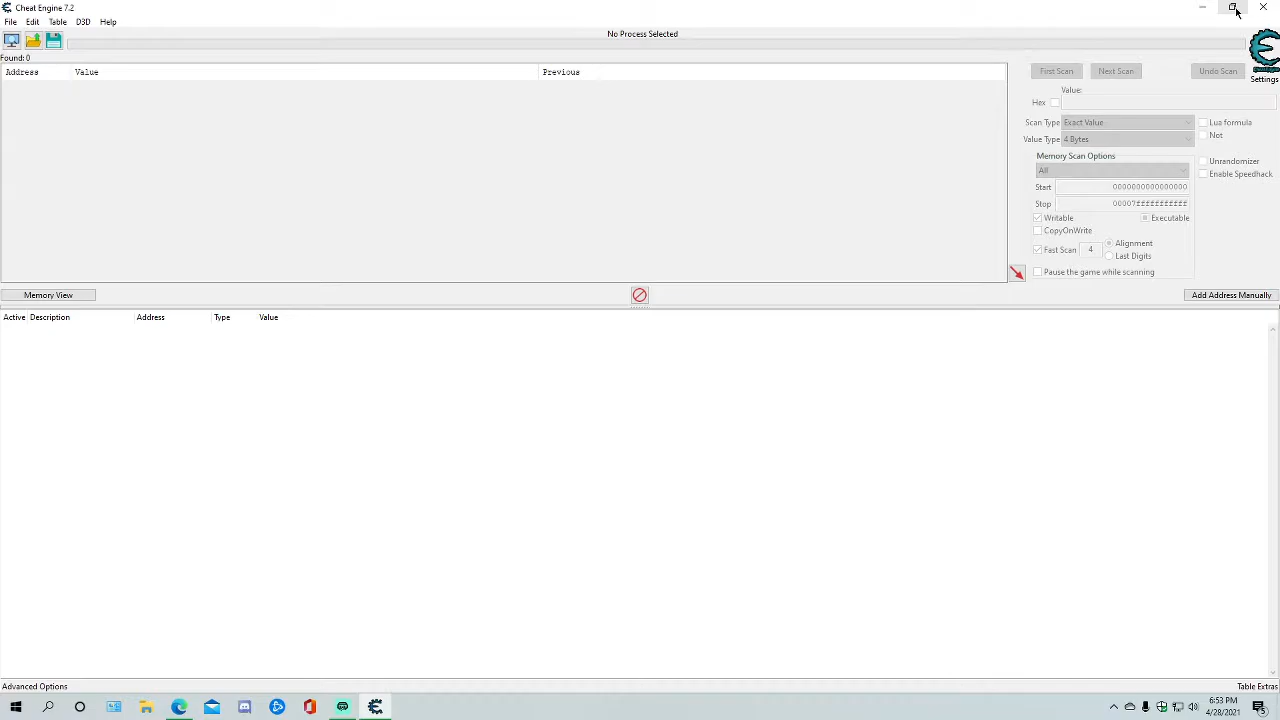 Cheat Engine 7.2
File Edit Table D3D Help
No Process Selected
Found: 0
Address Value Previous
First Scan Next Scan Undo Scan
Settings
Value:
Hex
Scan Type Exact Value Lua formula
Not
Value Type 4 Bytes
Memory Scan Options
All
Unrandomizer
Enable Speedhack
Start 0000000000000000
Stop 00007fffffffffff
Writable Executable
CopyOnWrite
Fast Scan 4 Alignment
Last Digits
Pause the game while scanning
Memory View Add Address Manually
Active Description Address Type Value
Advanced Options Table Extras
6:53 PM
4/28/2021
5